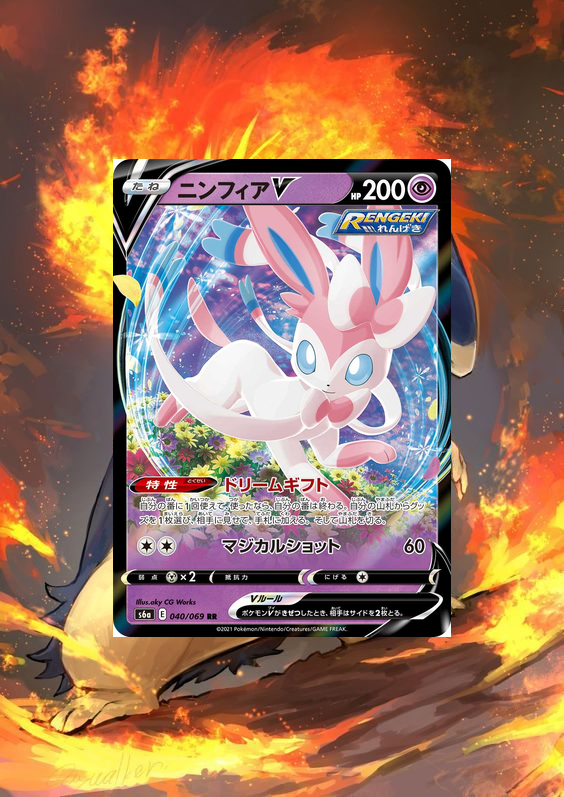 たね ニンフィアV HP 200
RENGEKI
れんげき
特性 とくせい ドリームギフト
自分の番に1回使えて、使ったなら、自分の番は終わる。自分の山札からグッ
ズを1枚選び、相手に見せて、手札に加える。そして山札を切る。
マジカルショット 60
弱点 ×2 抵抗力 にげる
Illus.aky CG Works
Vルール
ポケモンVがきぜつしたとき、相手はサイドを2枚とる。
s6a E 040/069 RR
©2021 Pokémon/Nintendo/Creatures/GAME FREAK.